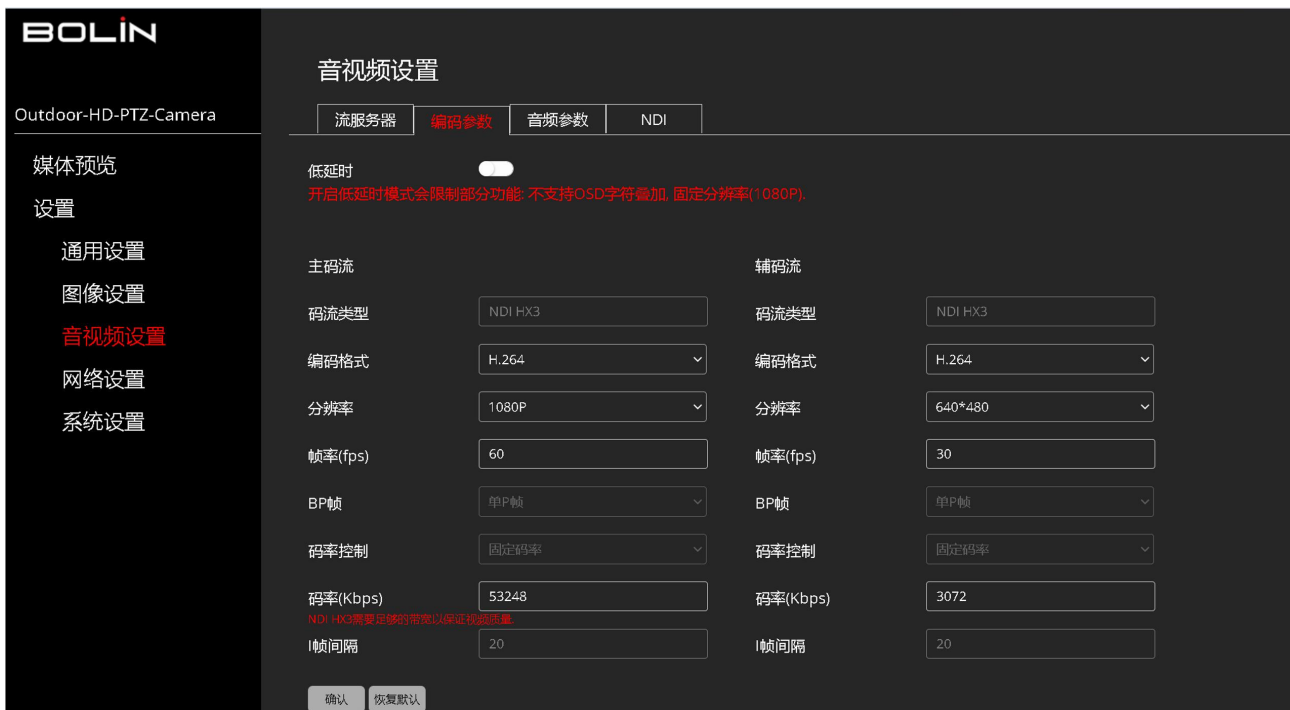 BOLIN
Outdoor-HD-PTZ-Camera
媒体预览
设置
通用设置
图像设置
音视频设置
网络设置
系统设置
音视频设置
流服务器 编码参数 音频参数 NDI
低延时
开启低延时模式会限制部分功能: 不支持OSD字符叠加, 固定分辨率(1080P).
主码流 辅码流
码流类型 NDI HX3 码流类型 NDI HX3
编码格式 H.264 编码格式 H.264
分辨率 1080P 分辨率 640*480
帧率(fps) 60 帧率(fps) 30
BP帧 单P帧 BP帧 单P帧
码率控制 固定码率 码率控制 固定码率
码率(Kbps) 53248 码率(Kbps) 3072
NDI HX3需要足够的带宽以保证视频质量.
I帧间隔 20 I帧间隔 20
确认 恢复默认